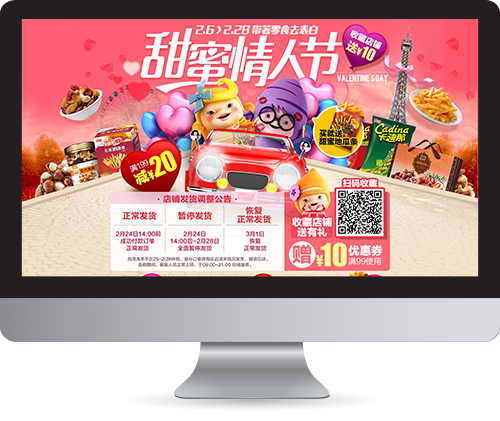 2.6>2.28 带着零食去表白
收藏店铺
送¥10
甜蜜情人节
VALENTINE'S DAY
买就送
甜蜜地瓜条
Cadina
卡迪那
满199
减¥20
·店铺发货调整公告·
正常发货
暂停发货
恢复
正常发货
2月24日14:00前
成功付款订单
正常发货
2月24日
14:00后-2月28日
全面暂停发货
3月1日
恢复
正常发货
扫码收藏
收藏店铺
送有礼
赠¥10优惠券
满99使用